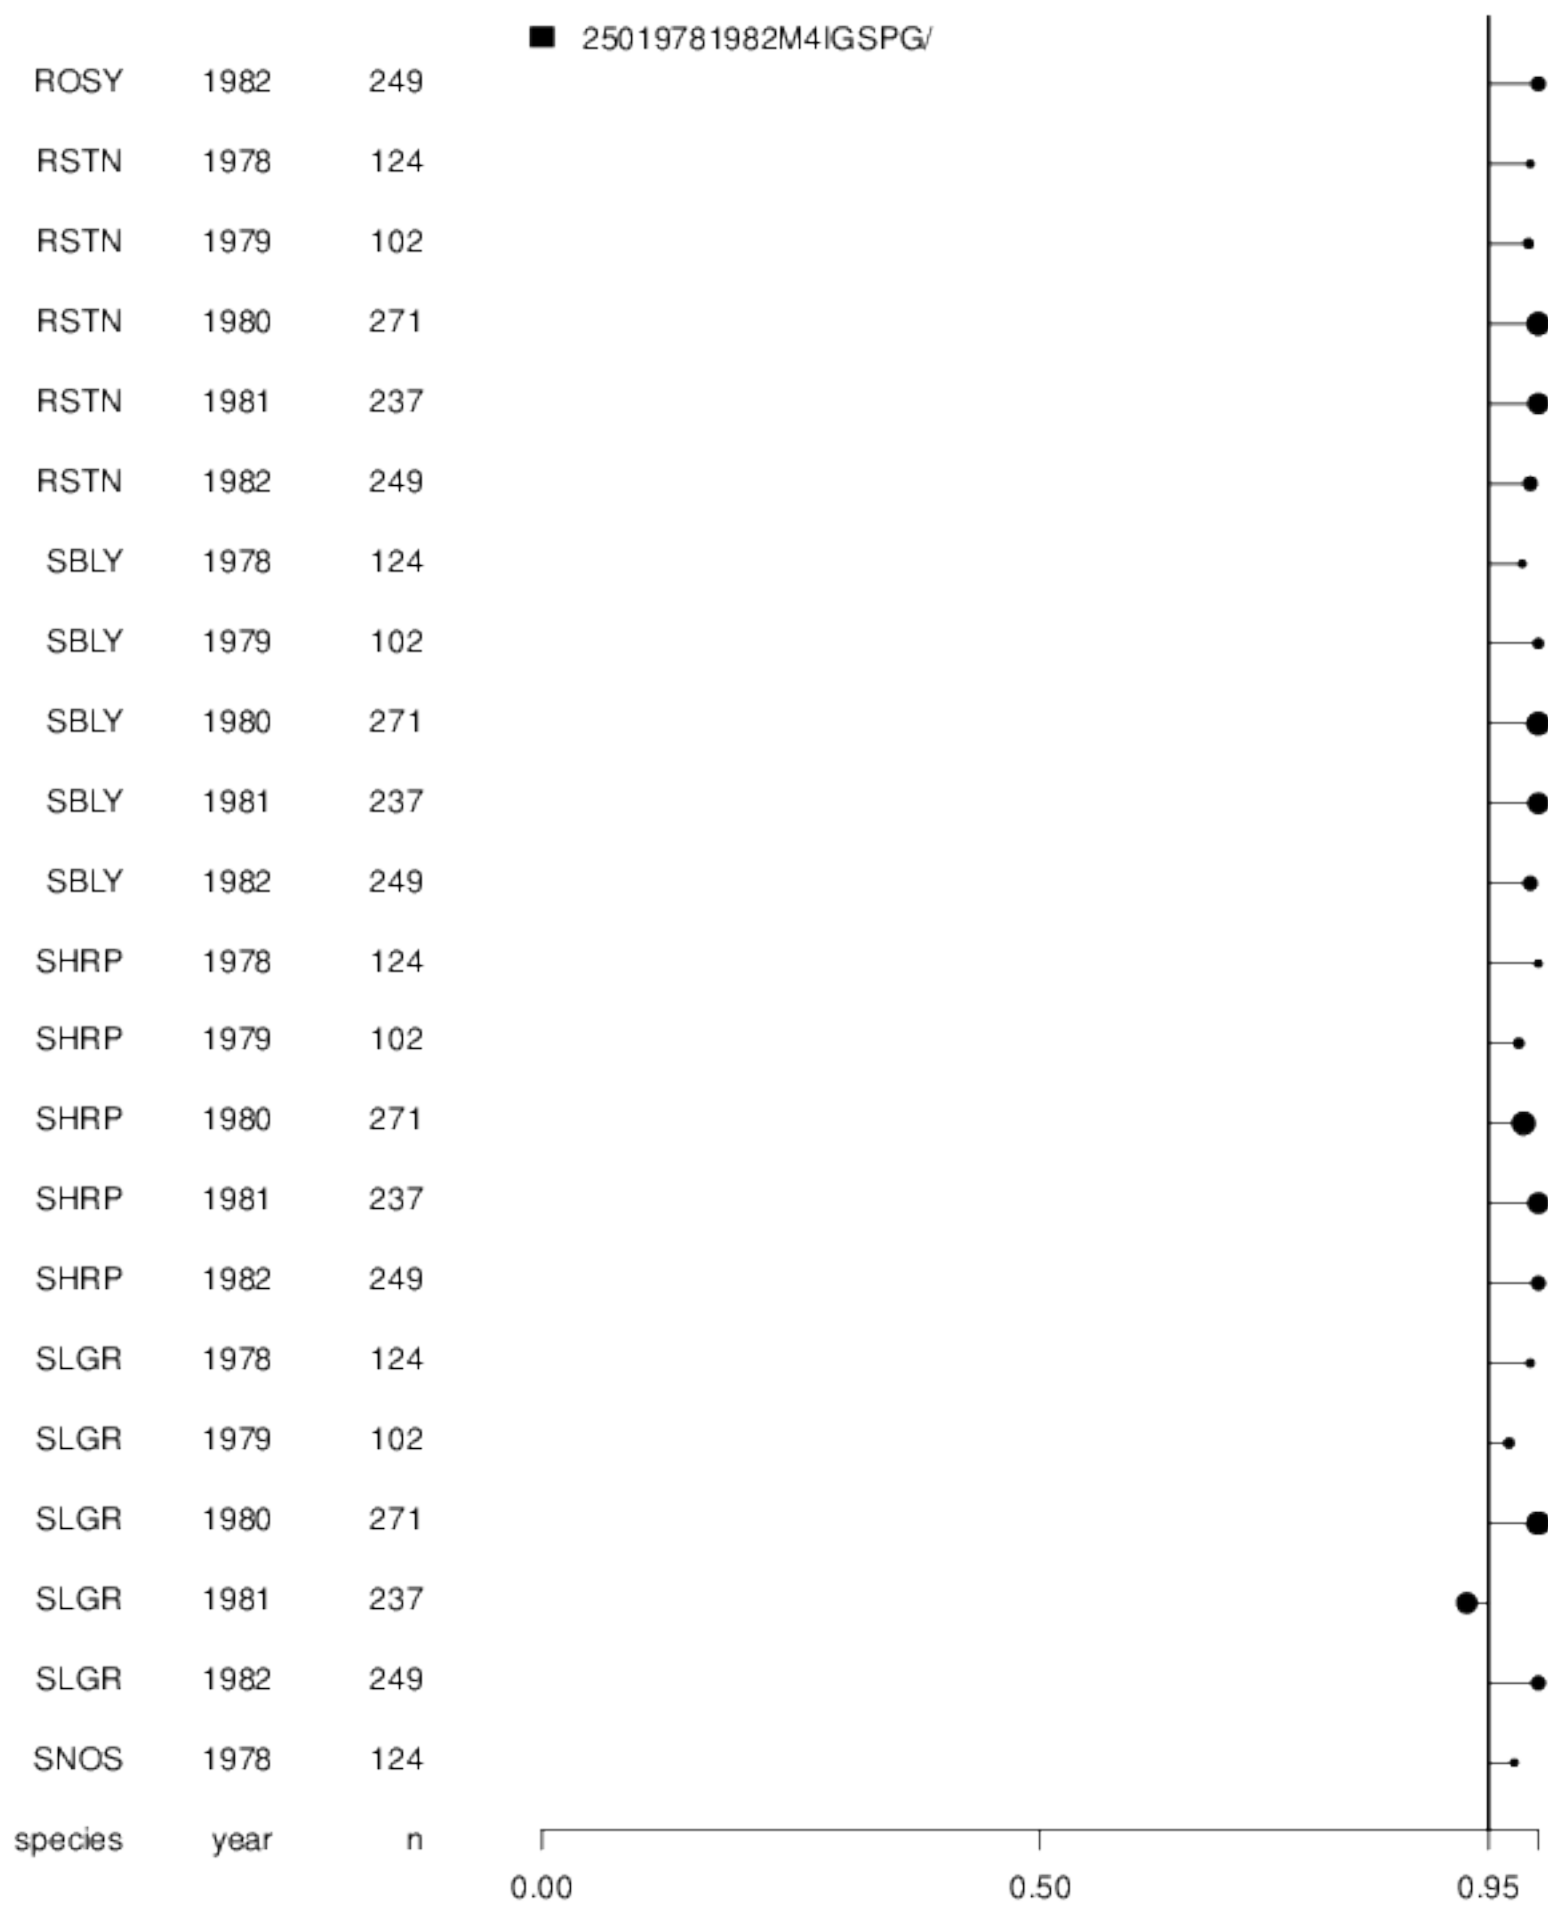 25019781982M4IGSPG/
ROSY 1982 249
RSTN 1978 124
RSTN 1979 102
RSTN 1980 271
RSTN 1981 237
RSTN 1982 249
SBLY 1978 124
SBLY 1979 102
SBLY 1980 271
SBLY 1981 237
SBLY 1982 249
SHRP 1978 124
SHRP 1979 102
SHRP 1980 271
SHRP 1981 237
SHRP 1982 249
SLGR 1978 124
SLGR 1979 102
SLGR 1980 271
SLGR 1981 237
SLGR 1982 249
SNOS 1978 124
species year n
0.00 0.50 0.95